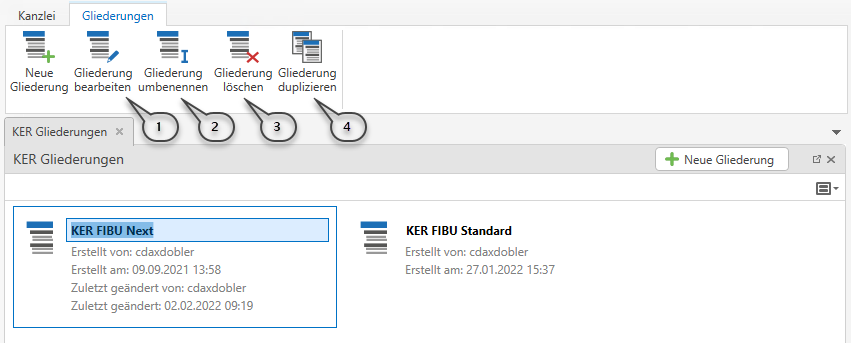 Kanzlei Gliederungen
Neue Gliederung Gliederung Gliederung Gliederung
Gliederung bearbeiten umbenennen löschen duplizieren
1 2 3 4
KER Gliederungen
KER Gliederungen Neue Gliederung
KER FIBU Next KER FIBU Standard
Erstellt von: cdaxdobler Erstellt von: cdaxdobler
Erstellt am: 09.09.2021 13:58 Erstellt am: 27.01.2022 15:37
Zuletzt geändert von: cdaxdobler
Zuletzt geändert: 02.02.2022 09:19